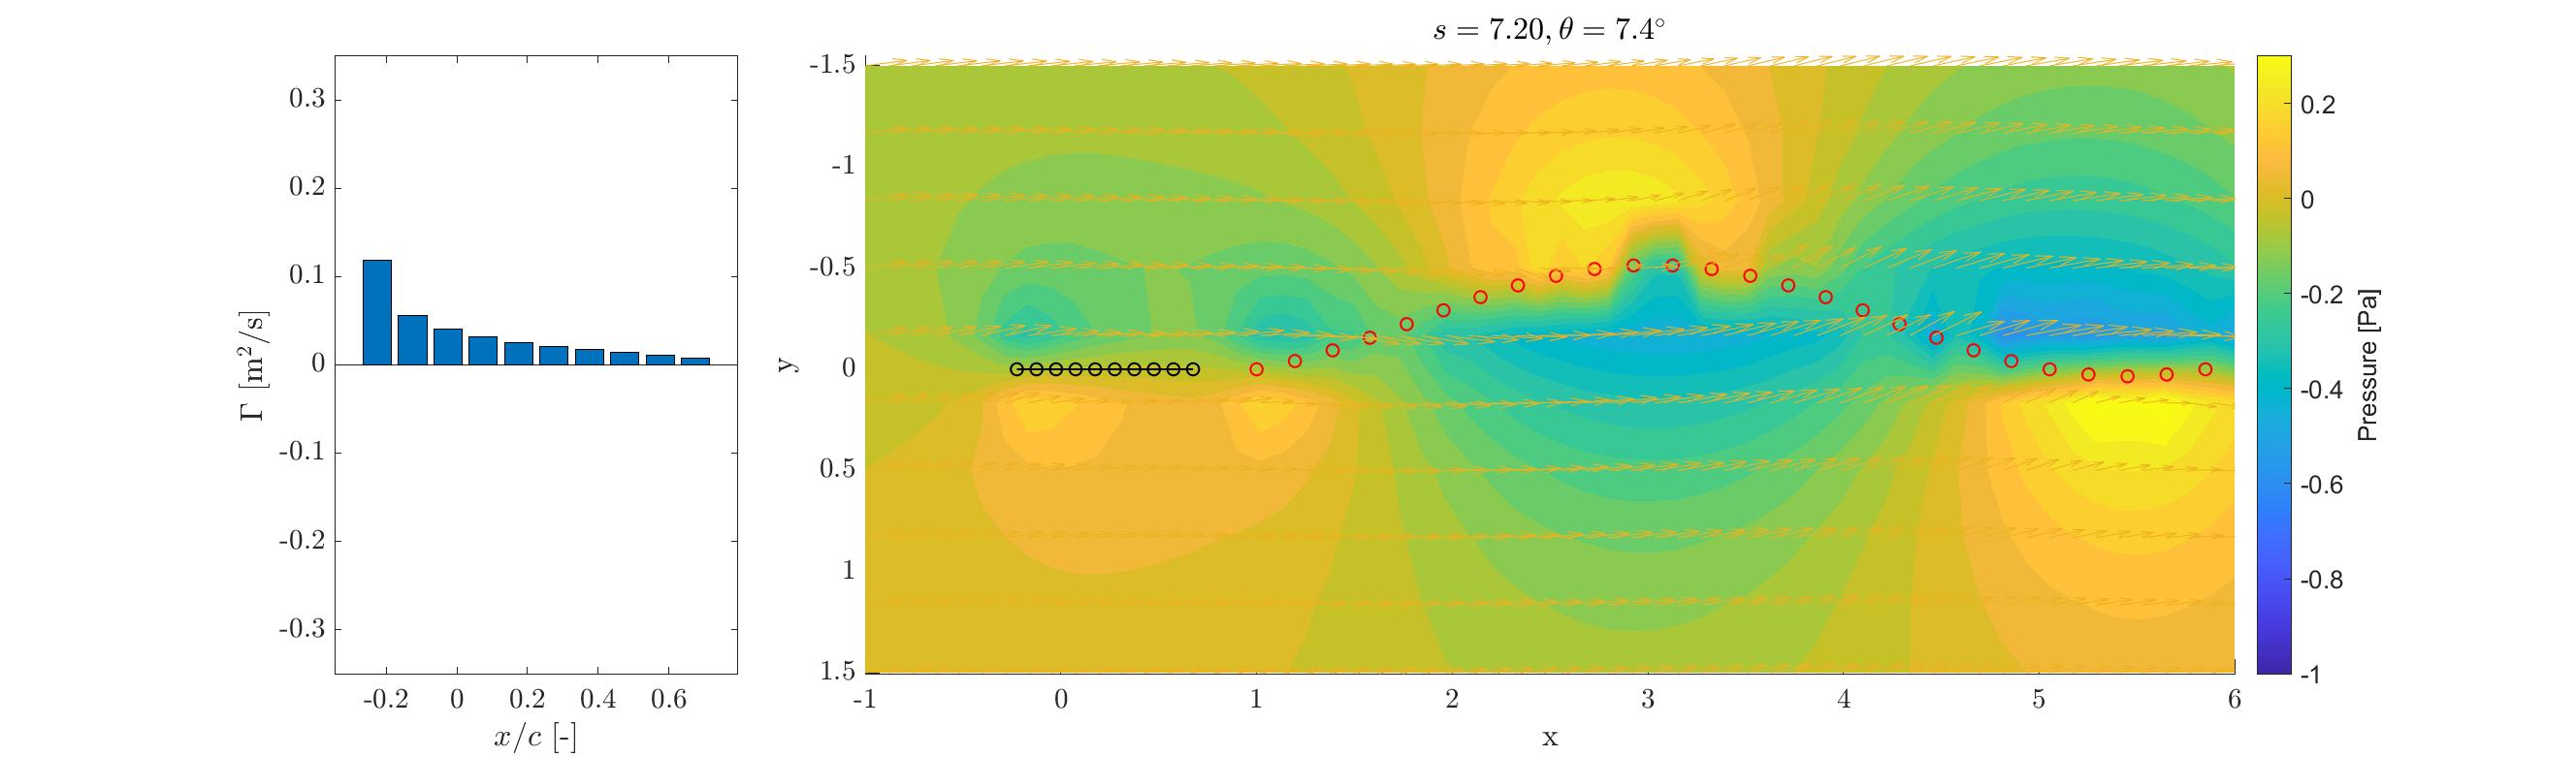 s = 7.20, θ = 7.4°
0.3
0.2
0.1
0
-0.1
-0.2
-0.3
Γ [m²/s]
-0.2 0 0.2 0.4 0.6
x/c [-]
-1.5
-1
-0.5
0
0.5
1
1.5
y
-1 0 1 2 3 4 5 6
x
0.2
0
-0.2
-0.4
-0.6
-0.8
-1
Pressure [Pa]